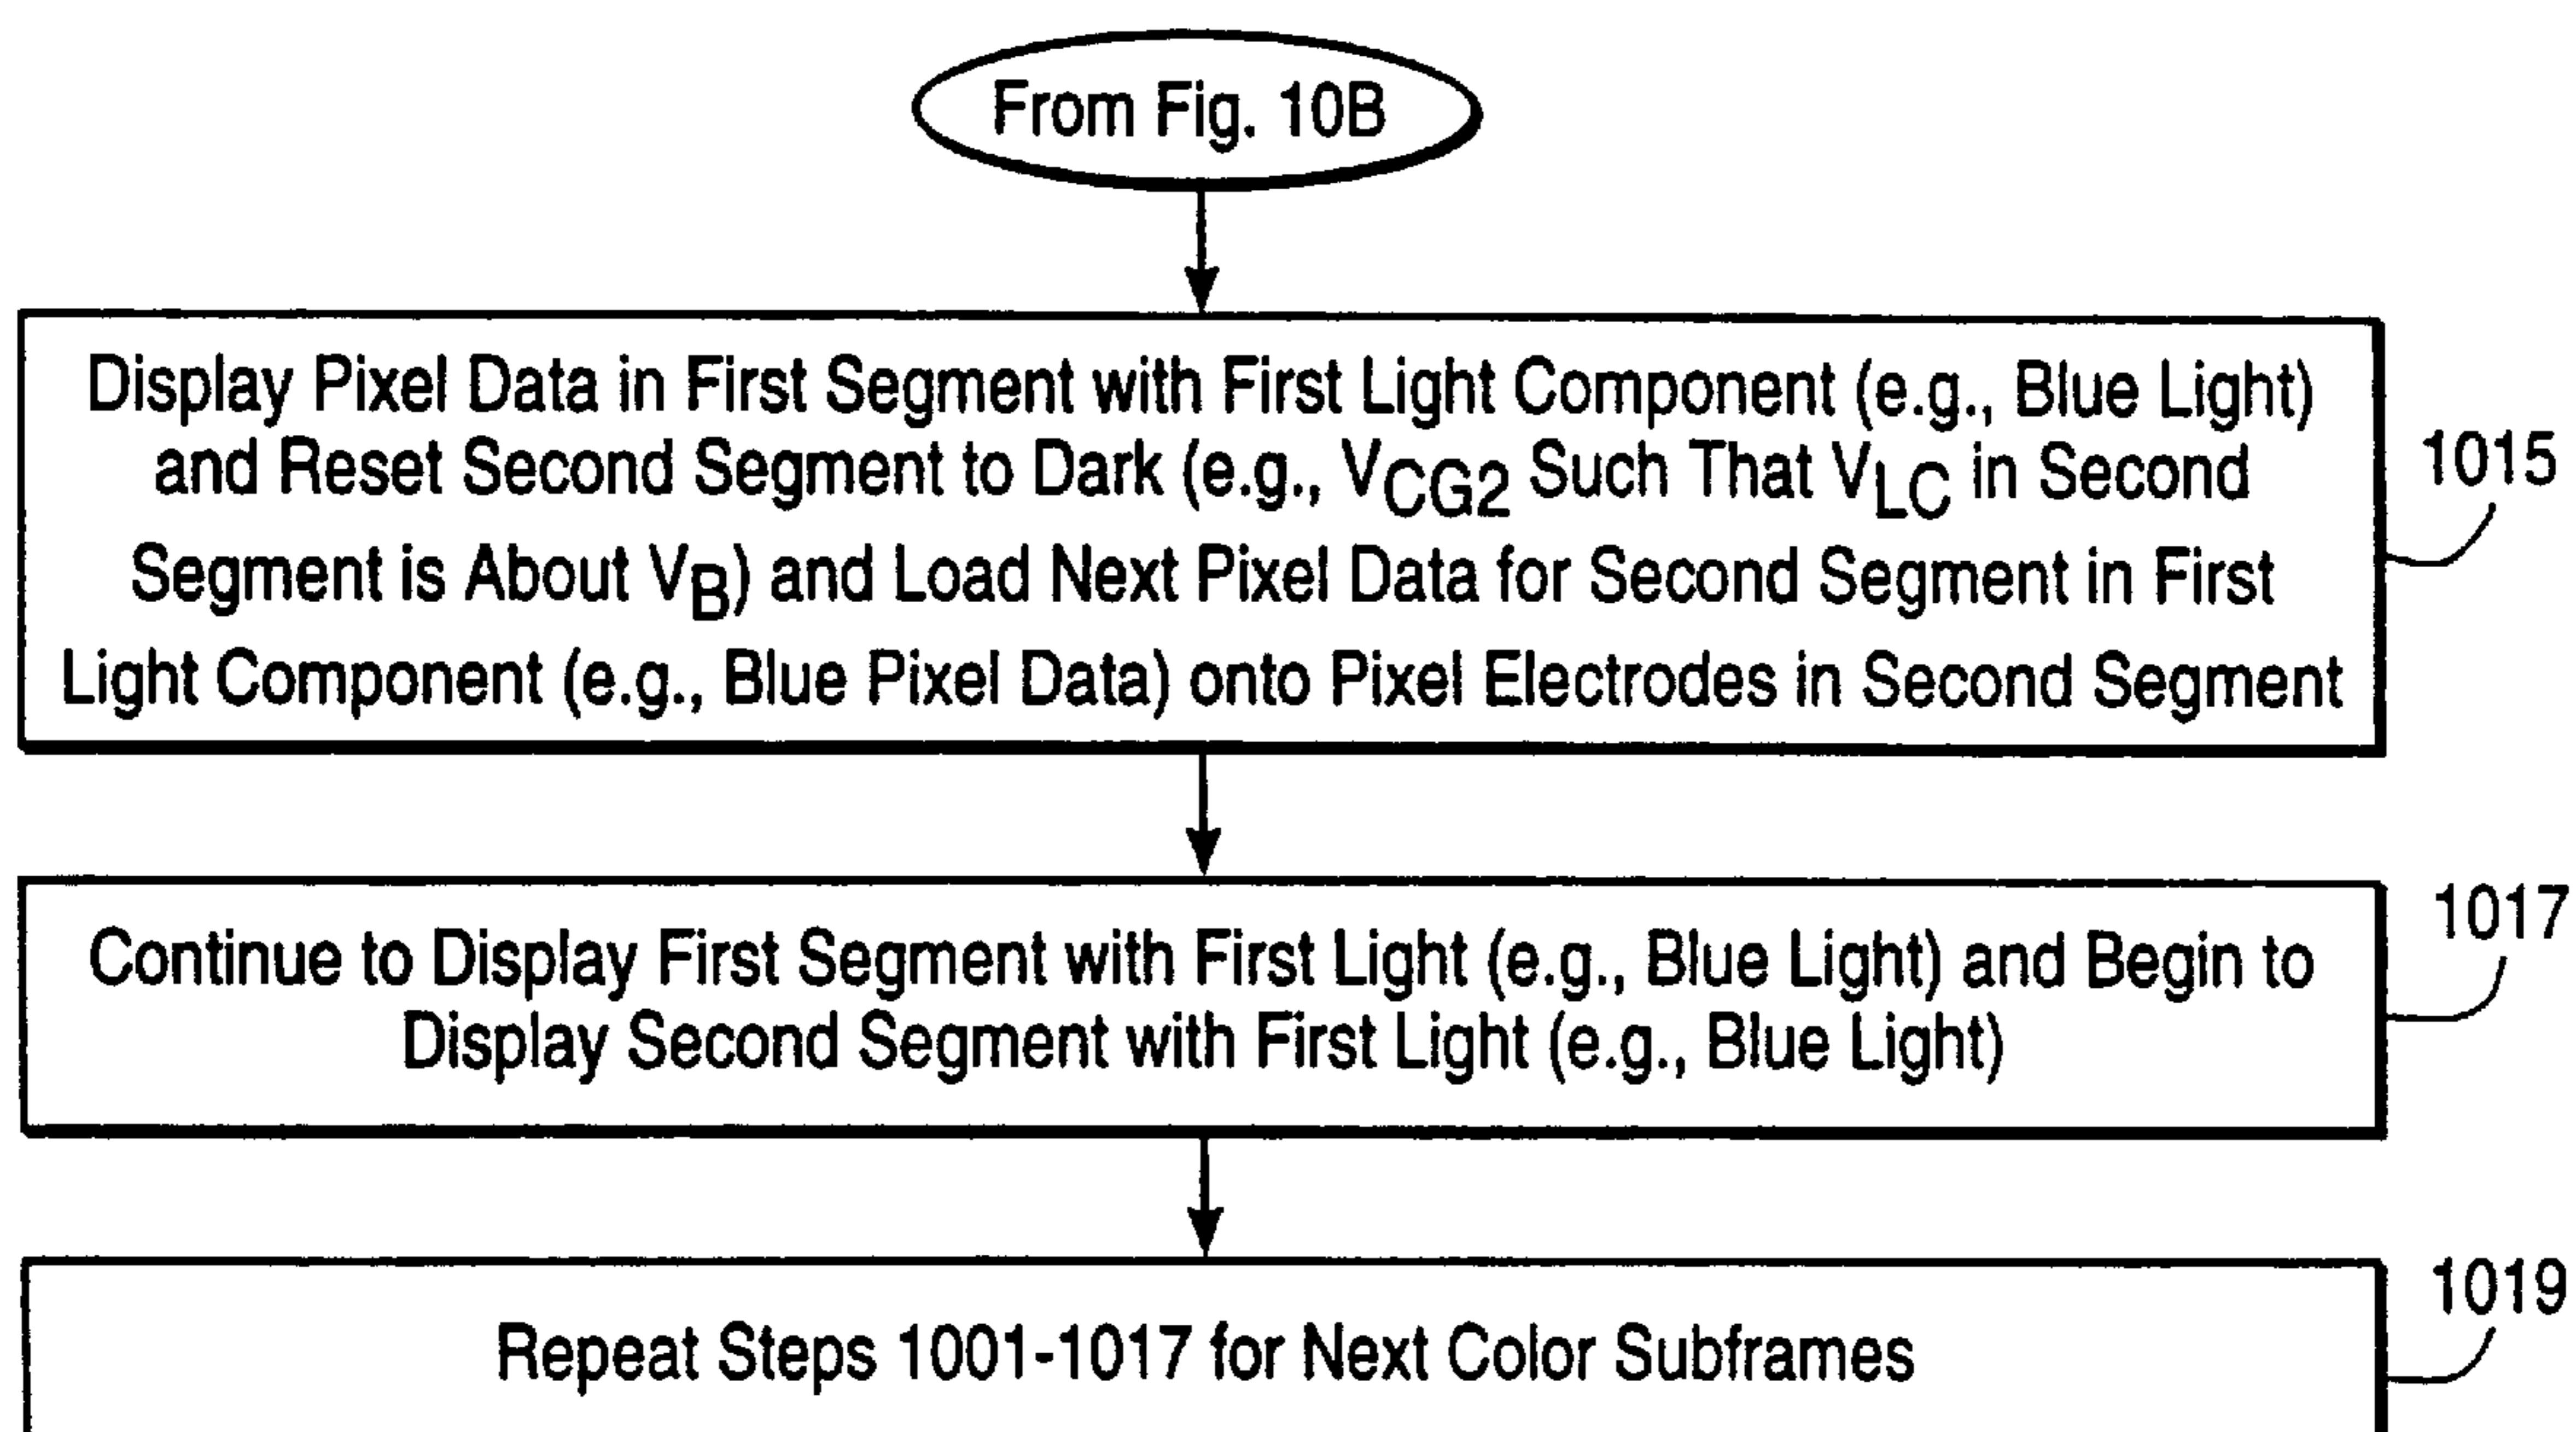 From Fig. 10B
Display Pixel Data in First Segment with First Light Component (e.g., Blue Light)
and Reset Second Segment to Dark (e.g., VCG2 Such That VLC in Second
Segment is About VB) and Load Next Pixel Data for Second Segment in First
Light Component (e.g., Blue Pixel Data) onto Pixel Electrodes in Second Segment
1015
Continue to Display First Segment with First Light (e.g., Blue Light) and Begin to
Display Second Segment with First Light (e.g., Blue Light)
1017
Repeat Steps 1001-1017 for Next Color Subframes
1019